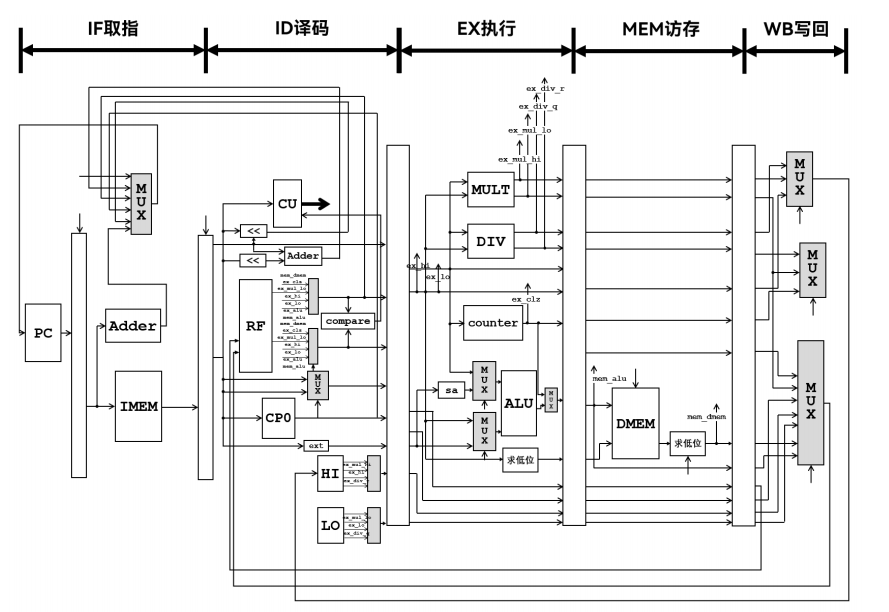 IF取指
ID译码
EX执行
MEM访存
WB写回
ex_div_r
ex_div_q
ex_mul_lo
ex_mul_hi
MUX
CU
<<
<<
Adder
MULT
DIV
ex_hi
ex_lo
ex_clz
MUX
MUX
PC
Adder
IMEM
RF
mem_dmem
ex_clz
ex_mul_lo
ex_hi
ex_lo
ex_alu
mem_alu
mem_dmem
ex_clz
ex_mul_lo
ex_hi
ex_lo
ex_alu
mem_alu
compare
MUX
CP0
ext
counter
sa
MUX
MUX
ALU
MUX
求低位
mem_alu
DMEM
求低位
mem_dmem
MUX
HI
ex_mul_hi
ex_hi
LO
ex_lo